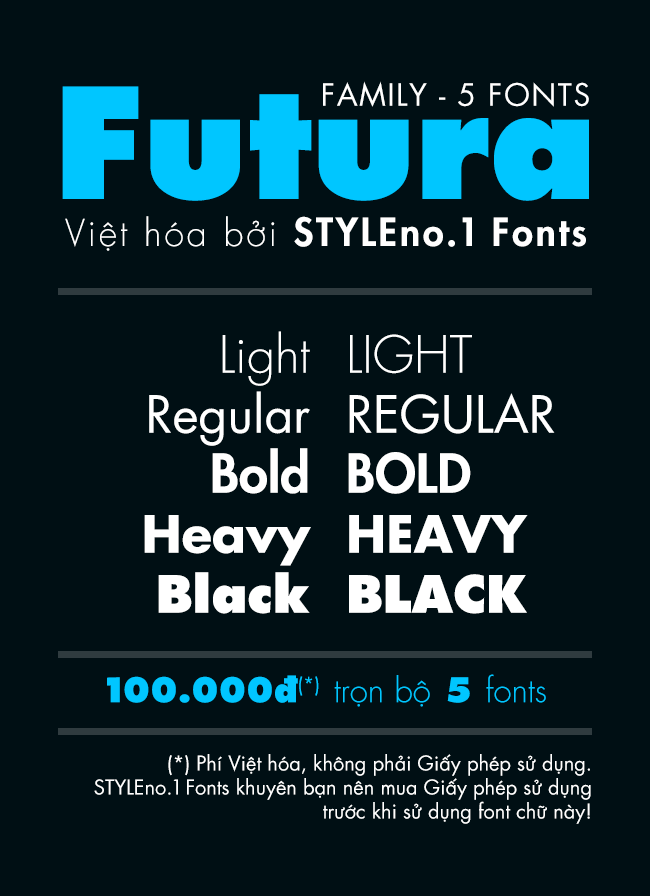 FAMILY - 5 FONTS
Futura
Việt hóa bởi STYLEno.1 Fonts
Light LIGHT
Regular REGULAR
Bold BOLD
Heavy HEAVY
Black BLACK
100.000đ(*) trọn bộ 5 fonts
(*) Phí Việt hóa, không phải Giấy phép sử dụng.
STYLEno.1 Fonts khuyên bạn nên mua Giấy phép sử dụng
trước khi sử dụng font chữ này!